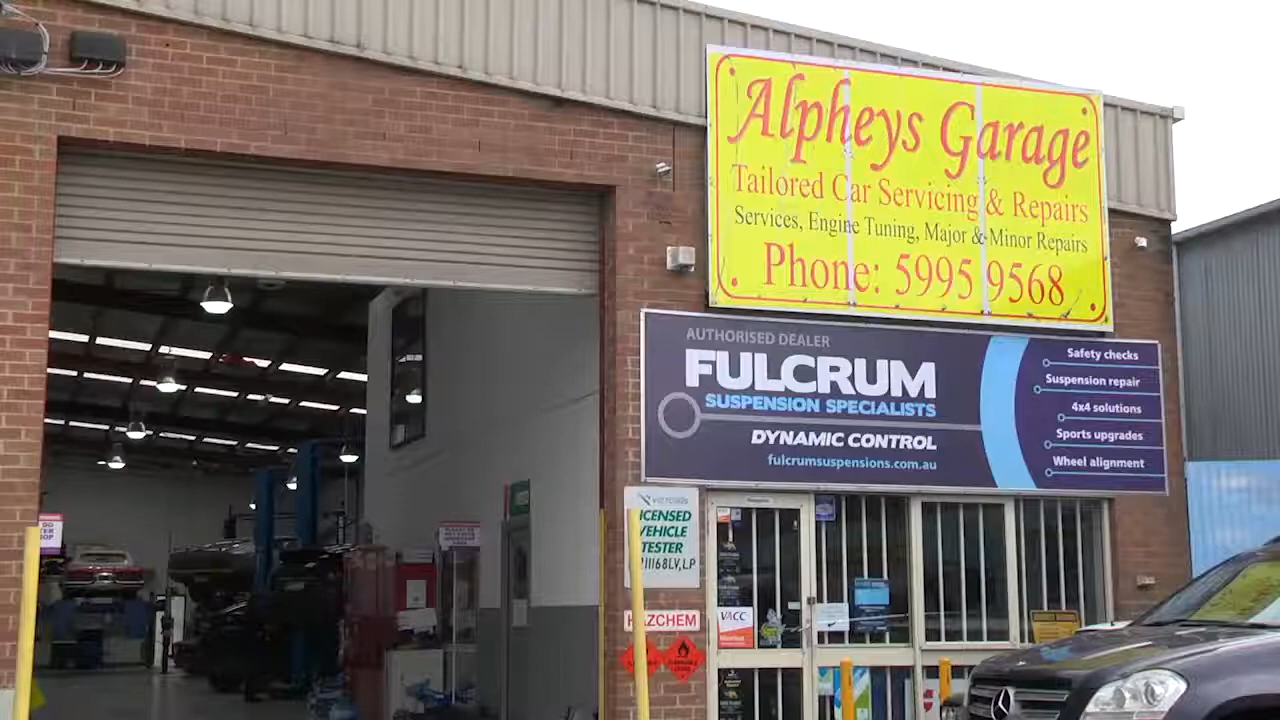 Alpheys Garage
Tailored Car Servicing & Repairs
Services, Engine Tuning, Major & Minor Repairs
Phone: 5995 9568
AUTHORISED DEALER
FULCRUM
SUSPENSION SPECIALISTS
DYNAMIC CONTROL
fulcrumsuspensions.com.au
Safety checks
Suspension repair
4x4 solutions
Sports upgrades
Wheel alignment
vicroads
ICENSED
VEHICLE
TESTER
HAZCHEM
VACC